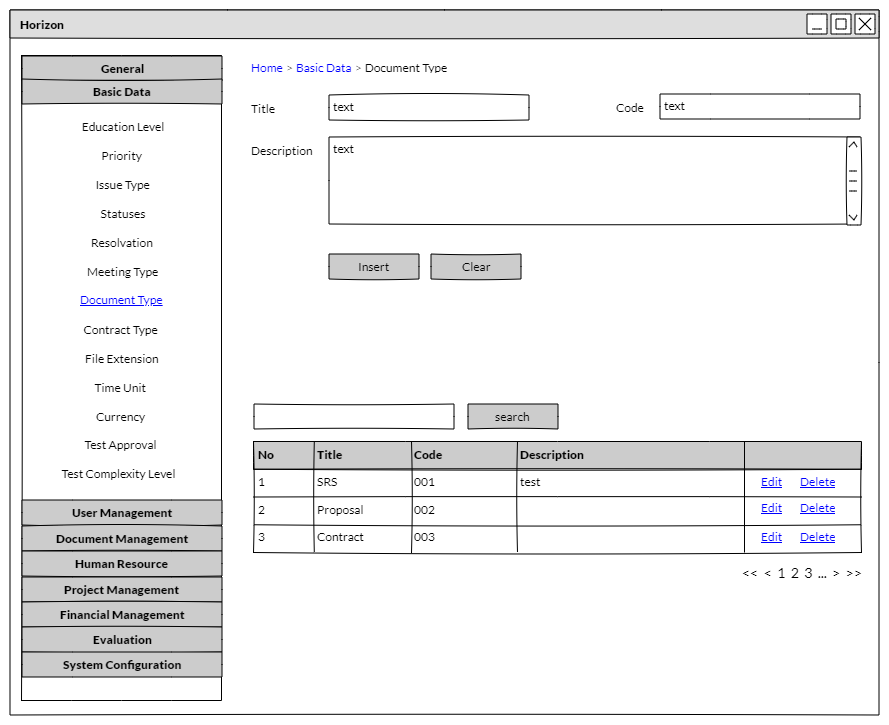 Horizon
General
Basic Data
Education Level
Priority
Issue Type
Statuses
Resolvation
Meeting Type
Document Type
Contract Type
File Extension
Time Unit
Currency
Test Approval
Test Complexity Level
User Management
Document Management
Human Resource
Project Management
Financial Management
Evaluation
System Configuration
Home > Basic Data > Document Type
Title text Code text
Description text
Insert Clear
search
No Title Code Description
1 SRS 001 test Edit Delete
2 Proposal 002 Edit Delete
3 Contract 003 Edit Delete
<< < 1 2 3 ... > >>